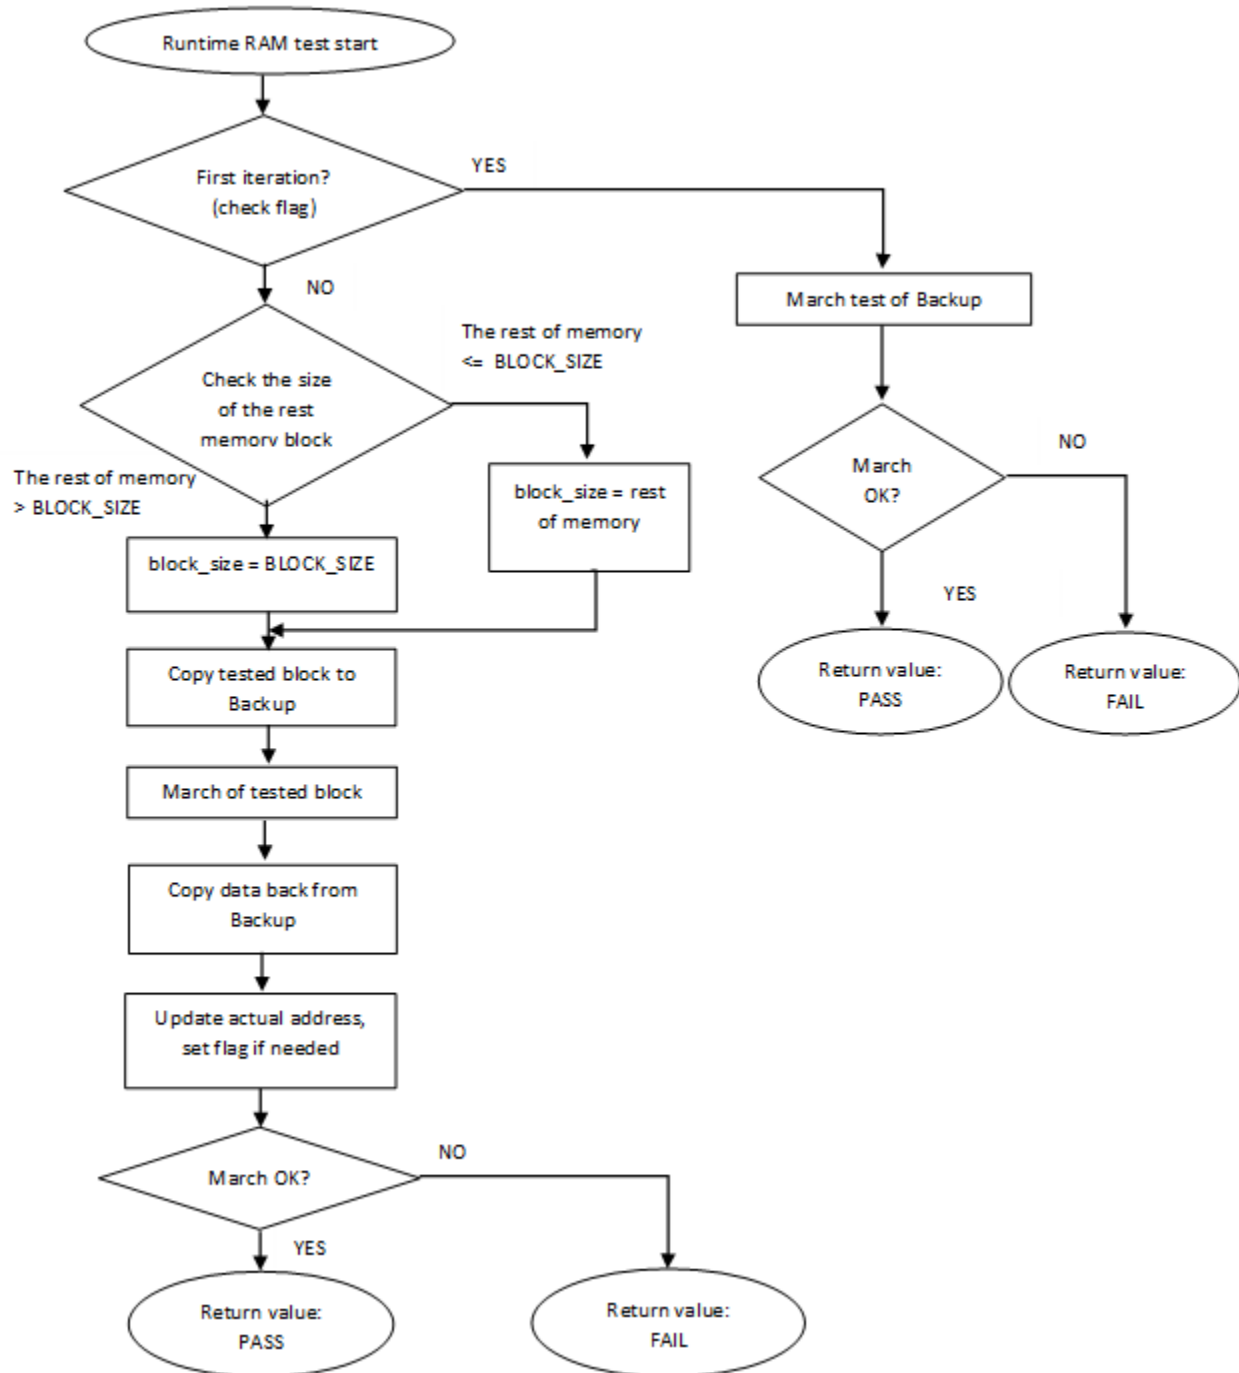 Runtime RAM test start
First iteration?
(check flag)
YES
NO
March test of Backup
The rest of memory
<= BLOCK_SIZE
Check the size
of the rest
memory block
The rest of memory
> BLOCK_SIZE
block_size = rest
of memory
March
OK?
NO
YES
block_size = BLOCK_SIZE
Copy tested block to
Backup
Return value:
PASS
Return value:
FAIL
March of tested block
Copy data back from
Backup
Update actual address,
set flag if needed
March OK?
NO
YES
Return value:
PASS
Return value:
FAIL